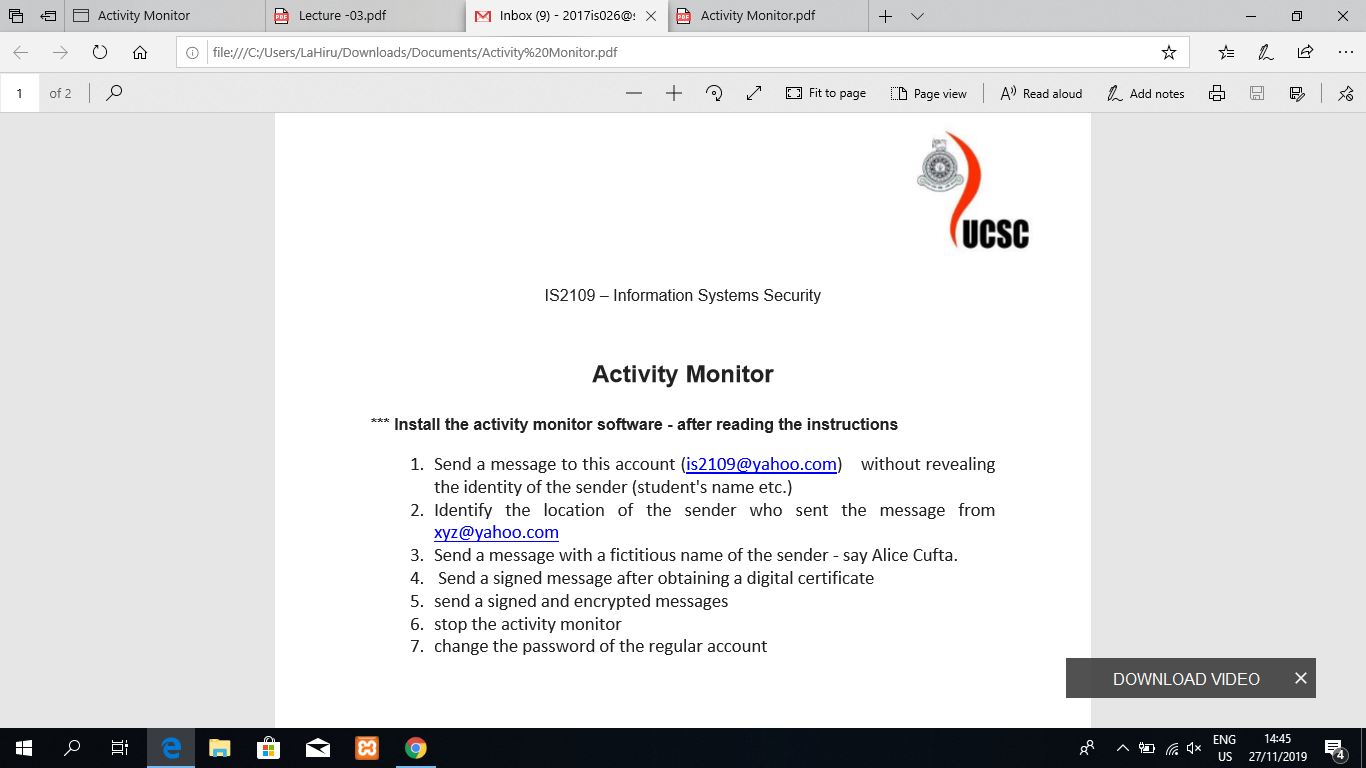 Activity Monitor
Lecture -03.pdf
Inbox (9) - 2017is026@s
Activity Monitor.pdf
file:///C:/Users/LaHiru/Downloads/Documents/Activity%20Monitor.pdf
1 of 2
Fit to page
Page view
Read aloud
Add notes
UCSC
IS2109 – Information Systems Security
Activity Monitor
*** Install the activity monitor software - after reading the instructions
1. Send a message to this account (is2109@yahoo.com) without revealing
the identity of the sender (student's name etc.)
2. Identify the location of the sender who sent the message from
xyz@yahoo.com
3. Send a message with a fictitious name of the sender - say Alice Cufta.
4. Send a signed message after obtaining a digital certificate
5. send a signed and encrypted messages
6. stop the activity monitor
7. change the password of the regular account
DOWNLOAD VIDEO
ENG
US
14:45
27/11/2019
4